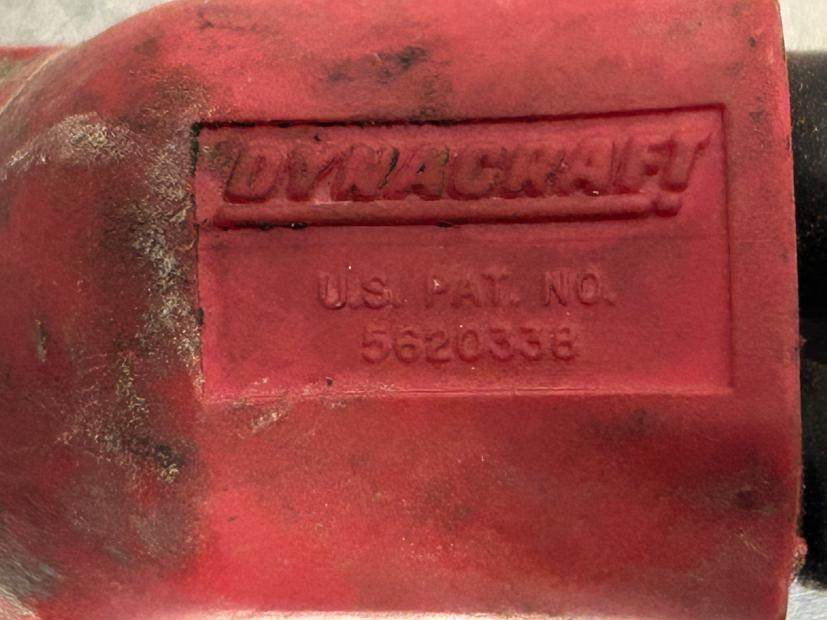 DYNACRAFT
U.S. PAT. NO.
5620338